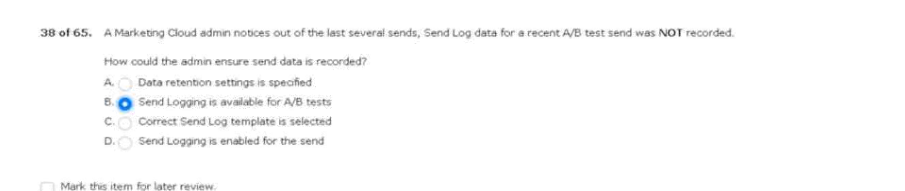 38 of 65. A Marketing Cloud admin notices out of the last several sends, Send Log data for a recent A/B test send was NOT recorded.
How could the admin ensure send data is recorded?
A. Data retention settings is specified
B. Send Logging is available for A/B tests
C. Correct Send Log template is selected
D. Send Logging is enabled for the send
Mark this item for later review.